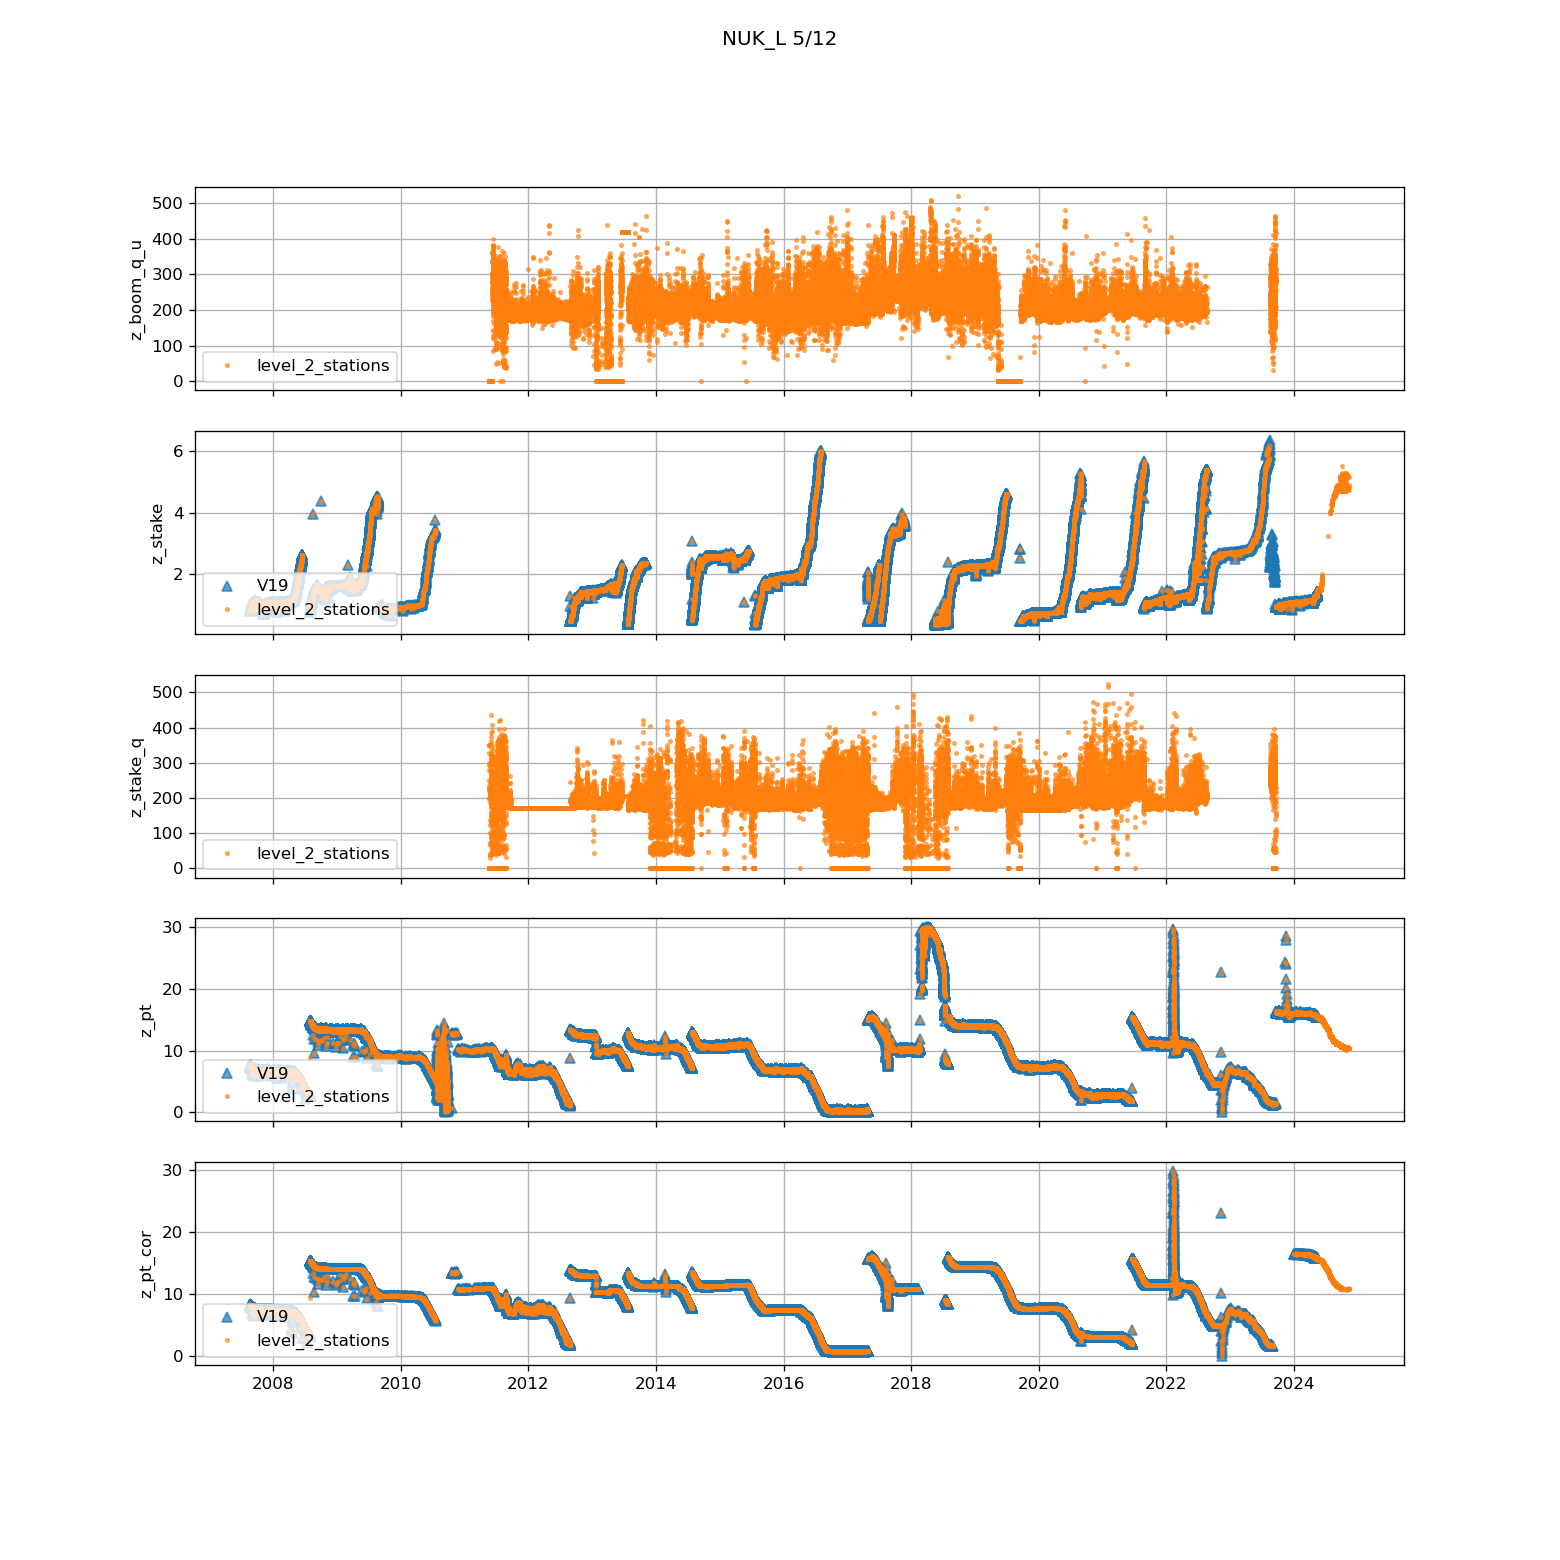 NUK_L 5/12
z_boom_q_u
500
400
300
200
100
0
level_2_stations
z_stake
6
4
2
V19
level_2_stations
z_stake_q
500
400
300
200
100
0
level_2_stations
z_pt
30
20
10
0
V19
level_2_stations
z_pt_cor
30
20
10
0
V19
level_2_stations
2008 2010 2012 2014 2016 2018 2020 2022 2024